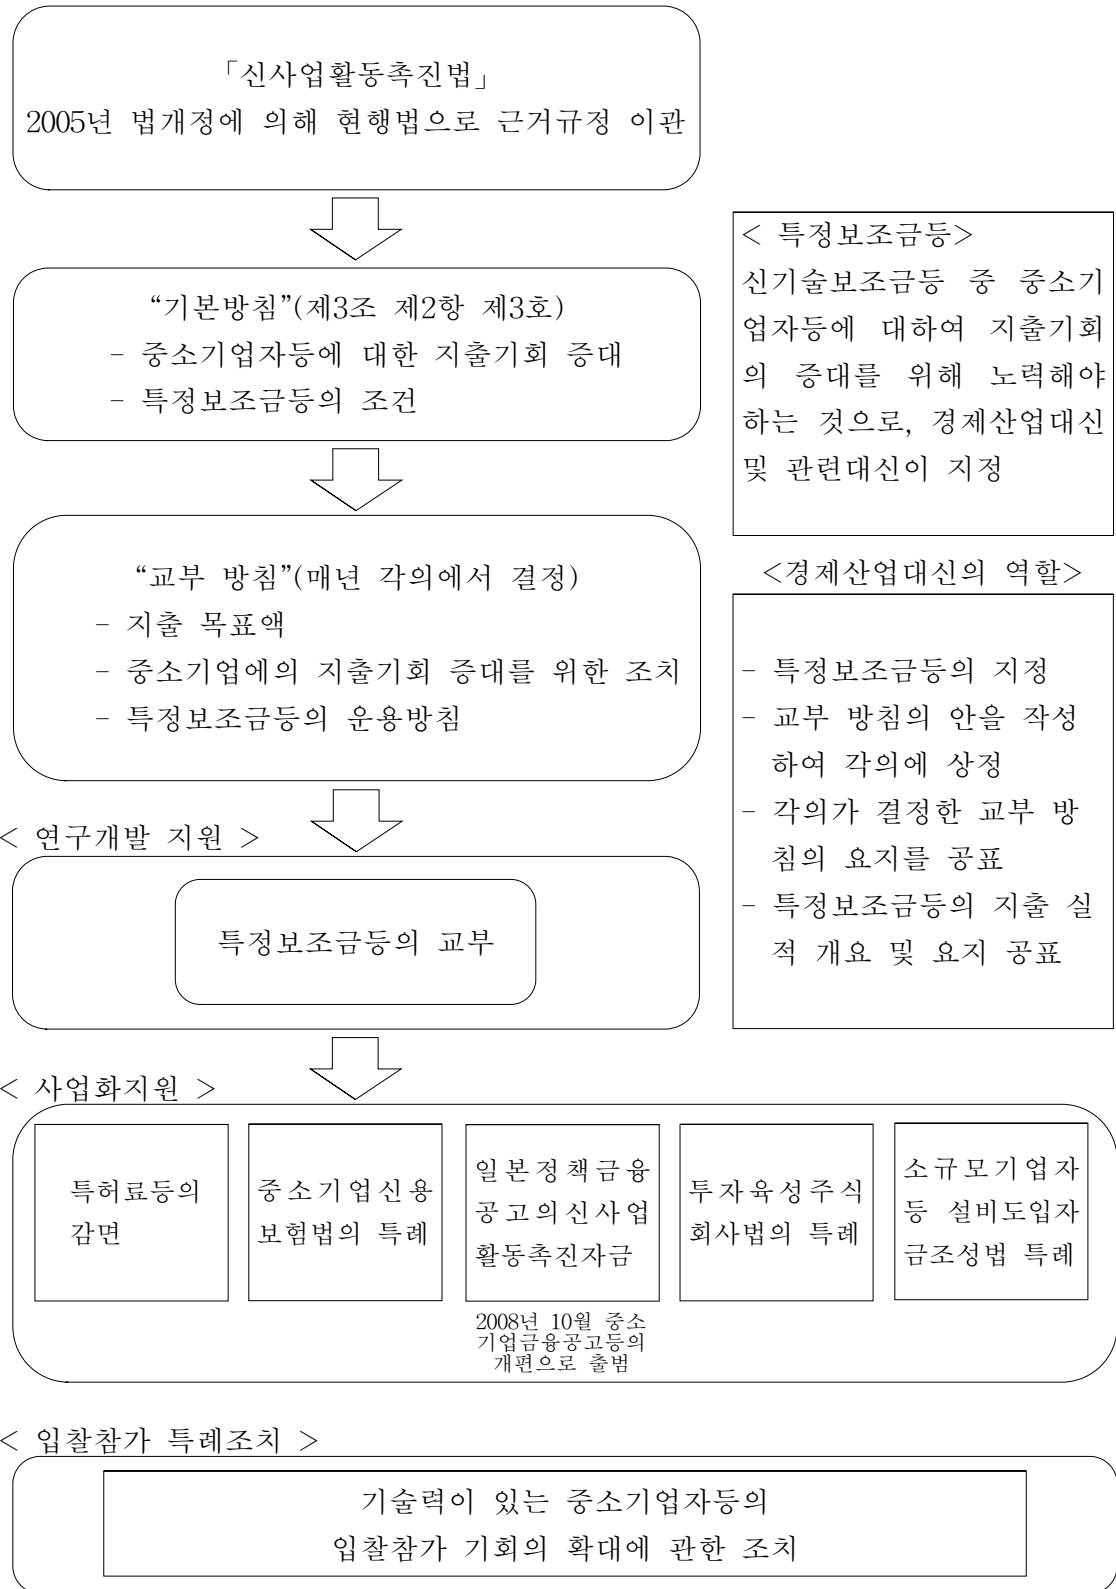 「신사업활동촉진법」
2005년 법개정에 의해 현행법으로 근거규정 이관
“기본방침”(제3조 제2항 제3호)
- 중소기업자등에 대한 지출기회 증대
- 특정보조금등의 조건
< 특정보조금등>
신기술보조금등 중 중소기
업자등에 대하여 지출기회
의 증대를 위해 노력해야
하는 것으로, 경제산업대신
및 관련대신이 지정
“교부 방침”(매년 각의에서 결정)
- 지출 목표액
- 중소기업에의 지출기회 증대를 위한 조치
- 특정보조금등의 운용방침
<경제산업대신의 역할>
- 특정보조금등의 지정
- 교부 방침의 안을 작성
하여 각의에 상정
- 각의가 결정한 교부 방
침의 요지를 공표
- 특정보조금등의 지출 실
적 개요 및 요지 공표
< 연구개발 지원 >
특정보조금등의 교부
< 사업화지원 >
특허료등의
감면
중소기업신용
보험법의 특례
일본정책금융
공고의신사업
활동촉진자금
2008년 10월 중소
기업금융공고등의
개편으로 출범
투자육성주식
회사법의 특례
소규모기업자
등 설비도입자
금조성법 특례
< 입찰참가 특례조치 >
기술력이 있는 중소기업자등의
입찰참가 기회의 확대에 관한 조치